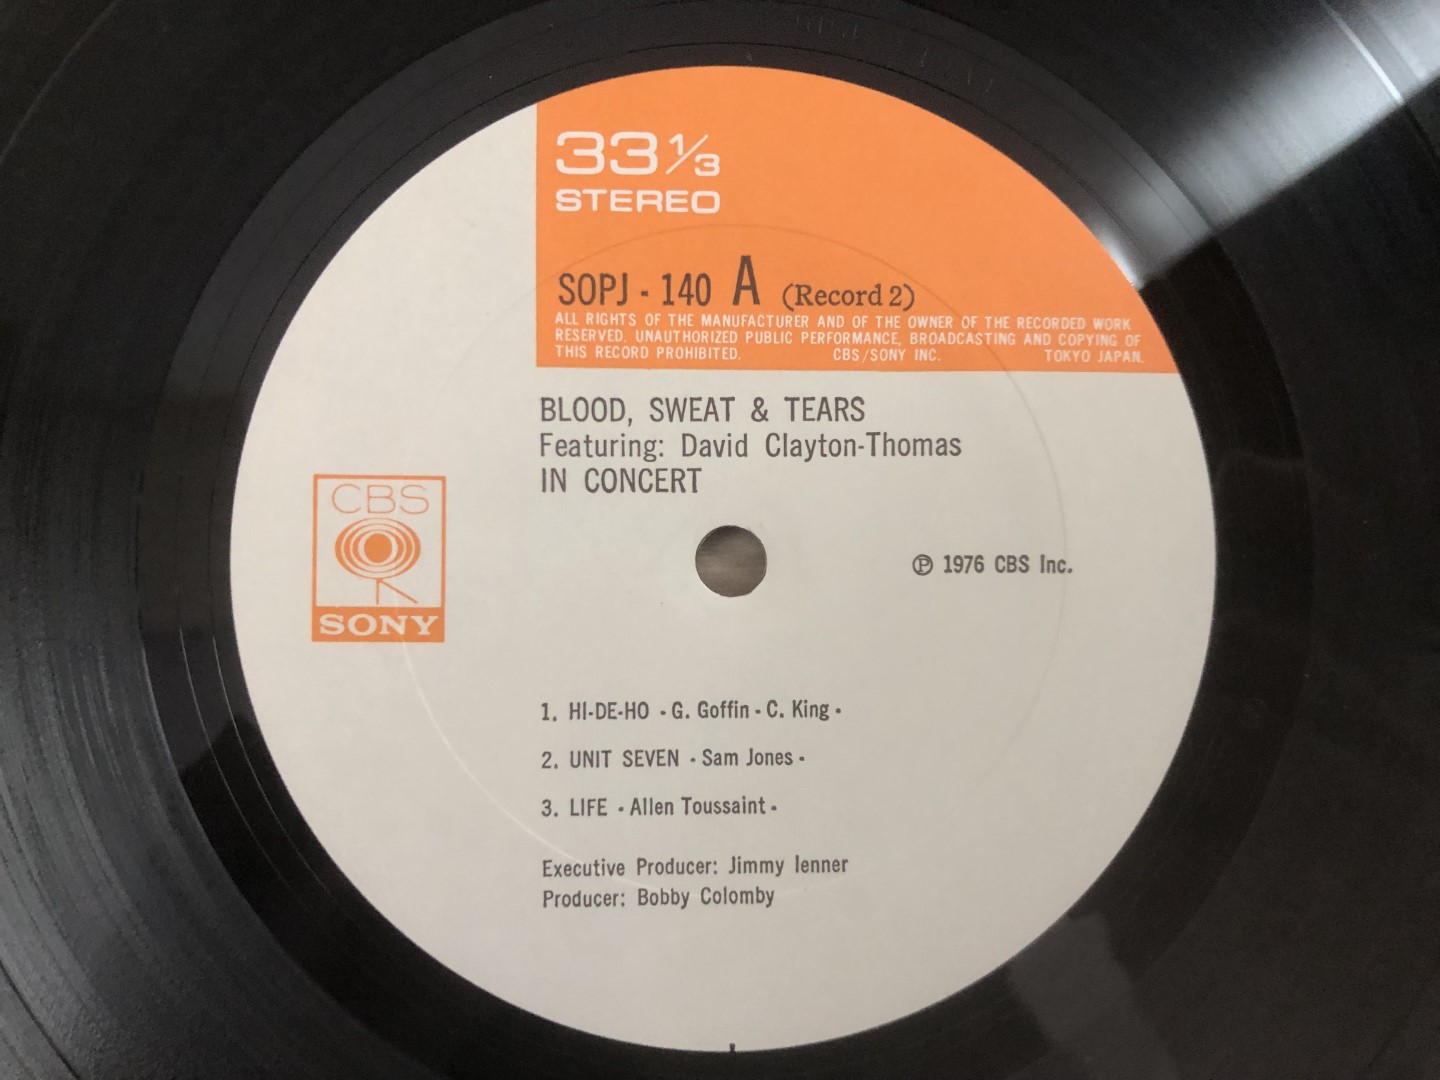 33 1/3
STEREO
SOPJ - 140 A (Record 2)
ALL RIGHTS OF THE MANUFACTURER AND OF THE OWNER OF THE RECORDED WORK
RESERVED. UNAUTHORIZED PUBLIC PERFORMANCE, BROADCASTING AND COPYING OF
THIS RECORD PROHIBITED. CBS/SONY INC. TOKYO JAPAN.
BLOOD, SWEAT & TEARS
Featuring: David Clayton-Thomas
IN CONCERT
CBS
SONY
℗ 1976 CBS Inc.
1. HI-DE-HO - G. Goffin - C. King -
2. UNIT SEVEN - Sam Jones -
3. LIFE - Allen Toussaint -
Executive Producer: Jimmy Ienner
Producer: Bobby Colomby